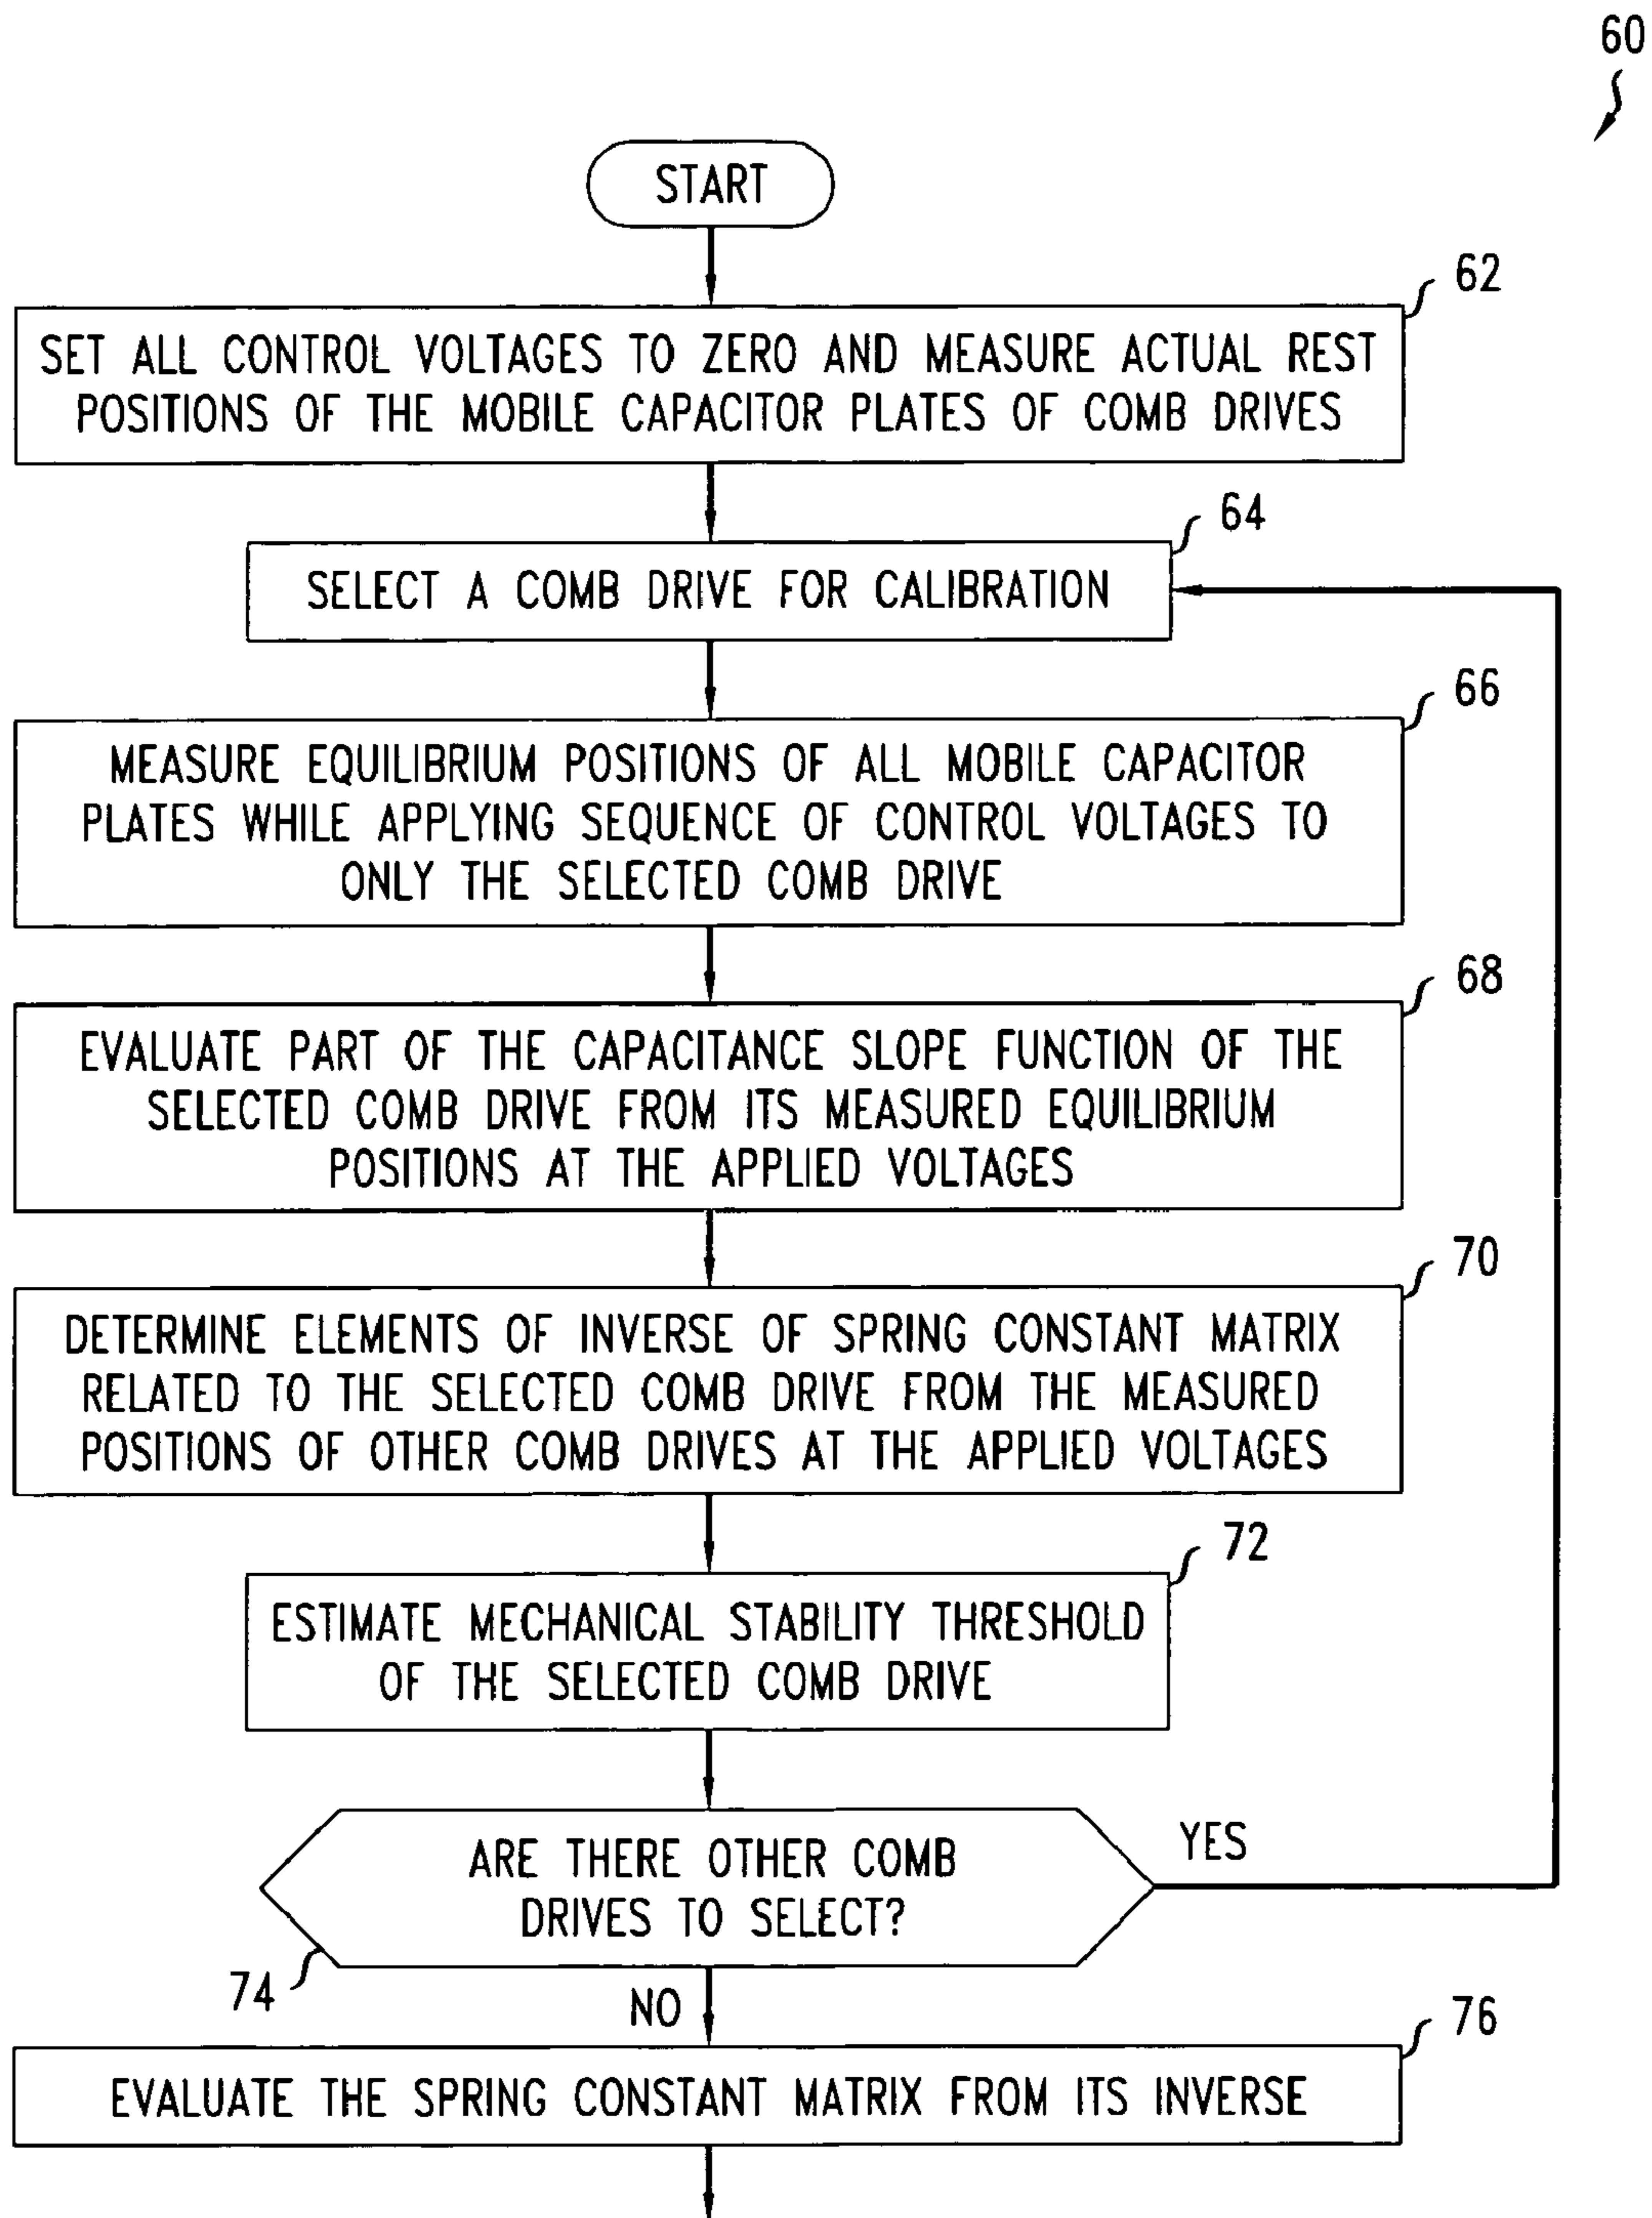 60
START
62
SET ALL CONTROL VOLTAGES TO ZERO AND MEASURE ACTUAL REST
POSITIONS OF THE MOBILE CAPACITOR PLATES OF COMB DRIVES
64
SELECT A COMB DRIVE FOR CALIBRATION
66
MEASURE EQUILIBRIUM POSITIONS OF ALL MOBILE CAPACITOR
PLATES WHILE APPLYING SEQUENCE OF CONTROL VOLTAGES TO
ONLY THE SELECTED COMB DRIVE
68
EVALUATE PART OF THE CAPACITANCE SLOPE FUNCTION OF THE
SELECTED COMB DRIVE FROM ITS MEASURED EQUILIBRIUM
POSITIONS AT THE APPLIED VOLTAGES
70
DETERMINE ELEMENTS OF INVERSE OF SPRING CONSTANT MATRIX
RELATED TO THE SELECTED COMB DRIVE FROM THE MEASURED
POSITIONS OF OTHER COMB DRIVES AT THE APPLIED VOLTAGES
72
ESTIMATE MECHANICAL STABILITY THRESHOLD
OF THE SELECTED COMB DRIVE
YES
ARE THERE OTHER COMB
DRIVES TO SELECT?
74
NO
76
EVALUATE THE SPRING CONSTANT MATRIX FROM ITS INVERSE